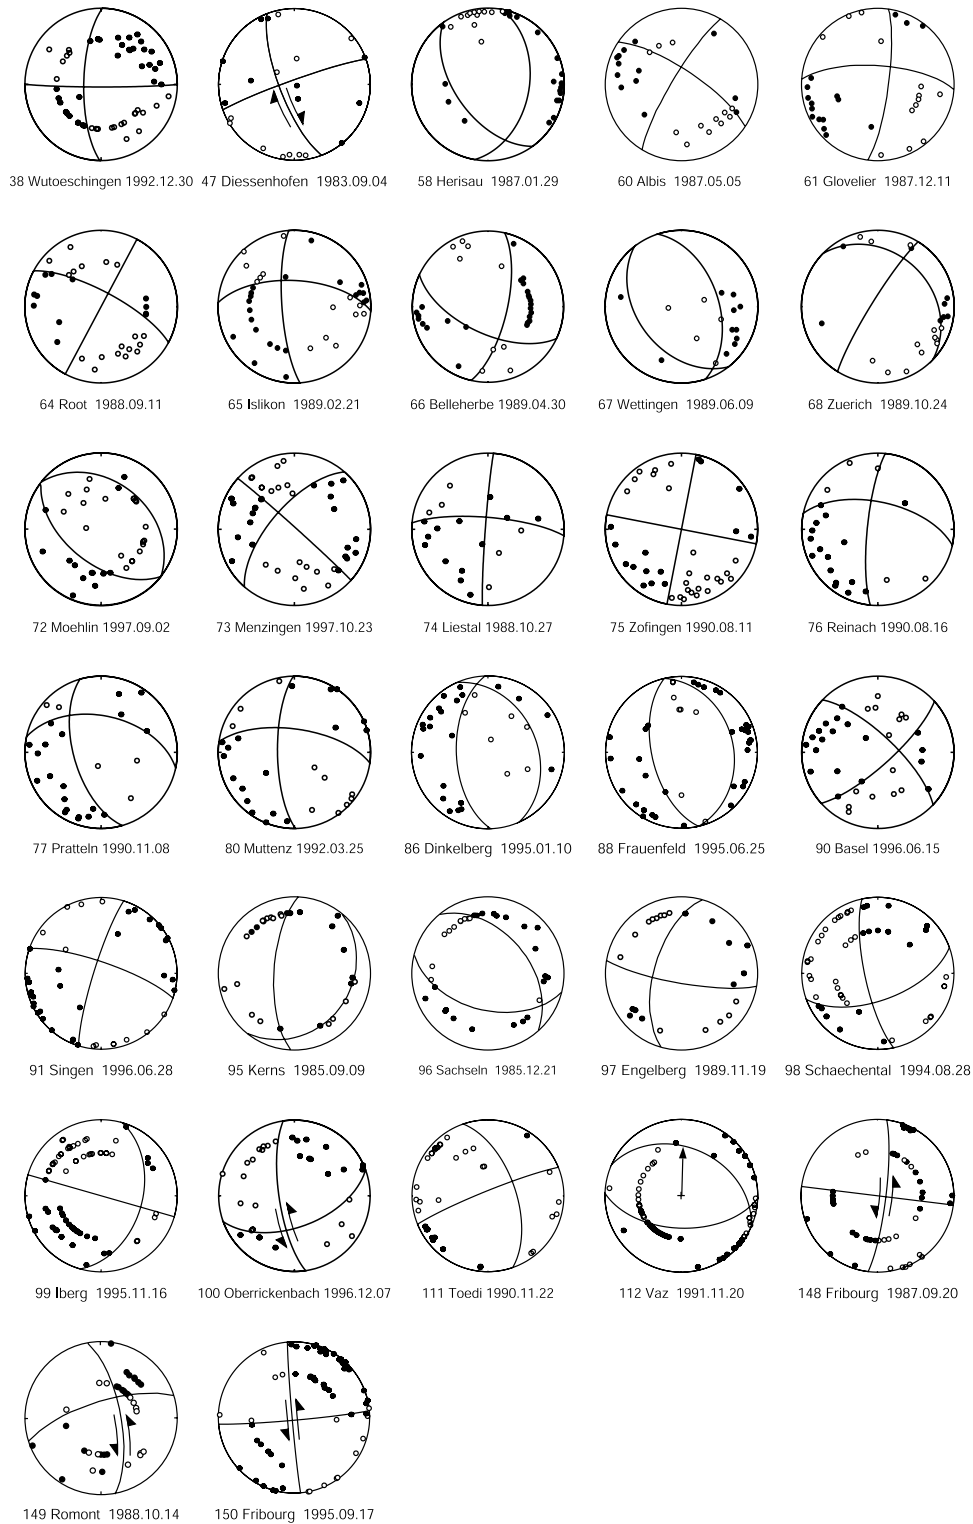 38 Wutoeschingen 1992.12.30
47 Diessenhofen 1983.09.04
58 Herisau 1987.01.29
60 Albis 1987.05.05
61 Glovelier 1987.12.11
64 Root 1988.09.11
65 Islikon 1989.02.21
66 Belleherbe 1989.04.30
67 Wettingen 1989.06.09
68 Zuerich 1989.10.24
72 Moehlin 1997.09.02
73 Menzingen 1997.10.23
74 Liestal 1988.10.27
75 Zofingen 1990.08.11
76 Reinach 1990.08.16
77 Pratteln 1990.11.08
80 Muttenz 1992.03.25
86 Dinkelberg 1995.01.10
88 Frauenfeld 1995.06.25
90 Basel 1996.06.15
91 Singen 1996.06.28
95 Kerns 1985.09.09
96 Sachseln 1985.12.21
97 Engelberg 1989.11.19
98 Schaechental 1994.08.28
99 Iberg 1995.11.16
100 Oberrickenbach 1996.12.07
111 Toedi 1990.11.22
112 Vaz 1991.11.20
148 Fribourg 1987.09.20
149 Romont 1988.10.14
150 Fribourg 1995.09.17